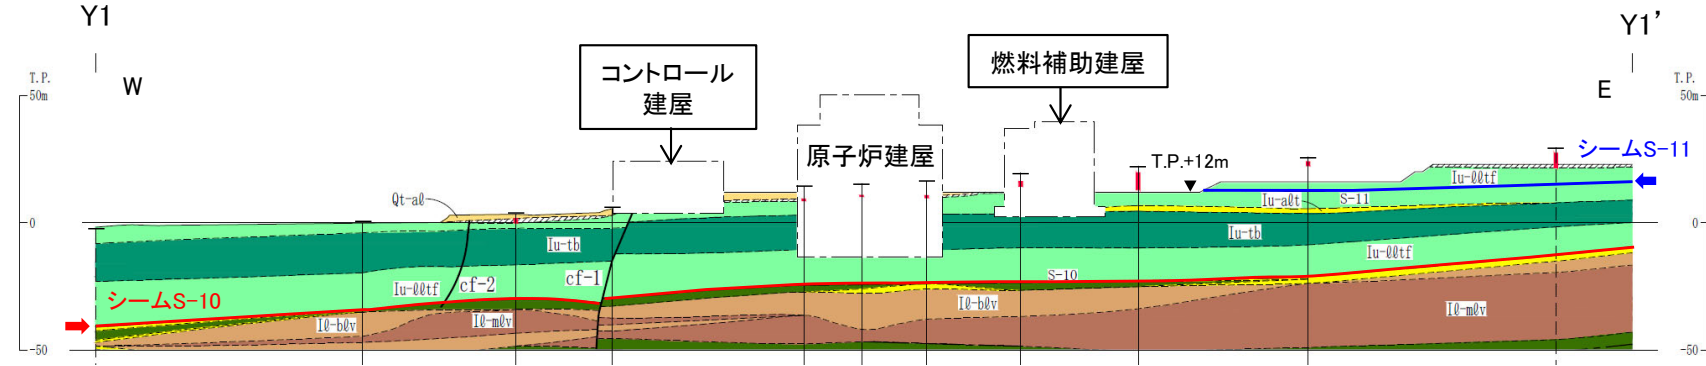 Y1
Y1’
W
E
T.P.
50m
T.P.
50m
コントロール
建屋
原子炉建屋
燃料補助建屋
T.P.+12m
シームS-11
Qt-aℓ
Iu-ℓℓtf
Iu-aℓt
S-11
0
0
Iu-tb
Iu-tb
cf-2
cf-1
Iu-ℓℓtf
Iu-ℓℓtf
S-10
シームS-10
Iℓ-bℓv
Iℓ-mℓv
Iℓ-bℓv
Iℓ-mℓv
-50
-50